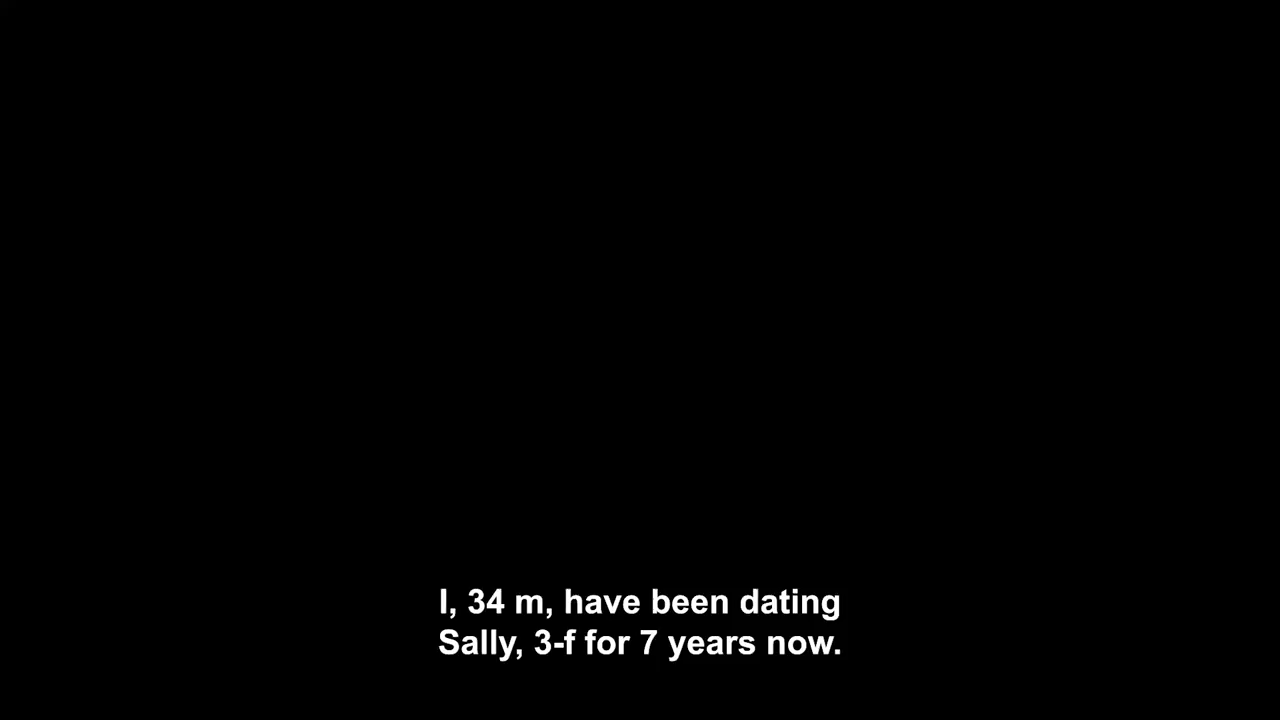 I, 34 m, have been dating
Sally, 3-f for 7 years now.